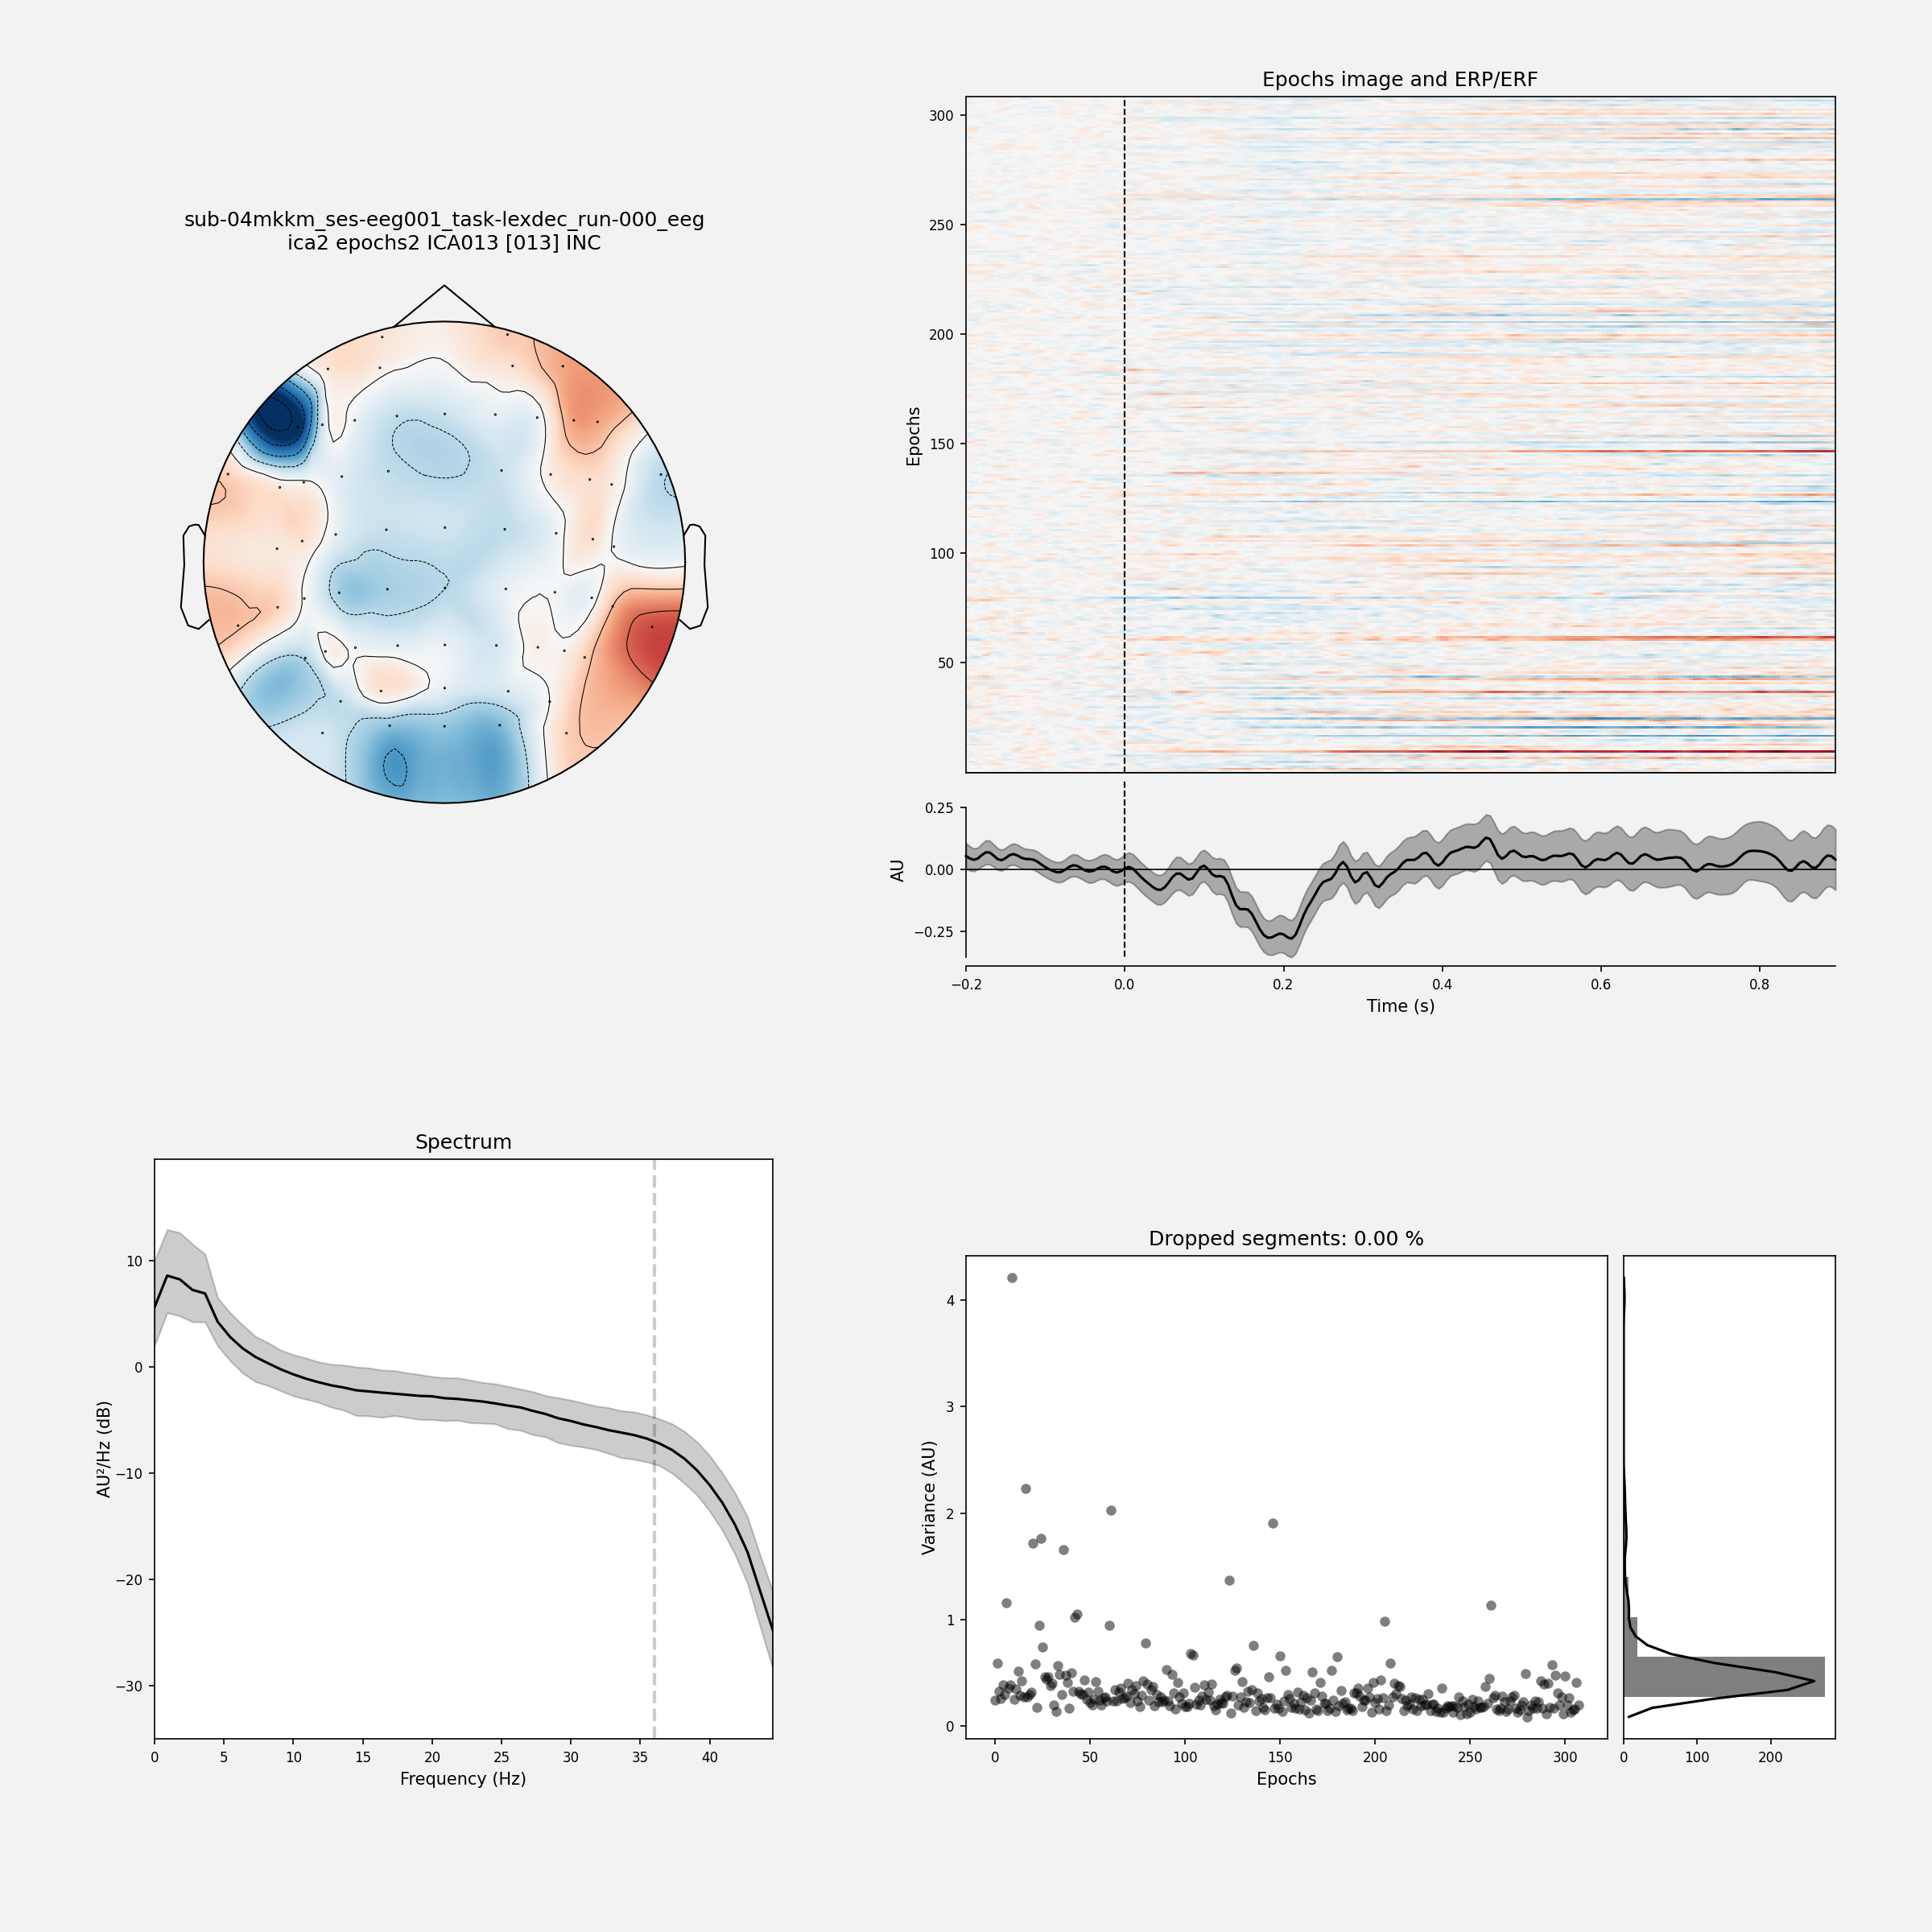 sub-04mkkm_ses-eeg001_task-lexdec_run-000_eeg
ica2 epochs2 ICA013 [013] INC
Epochs image and ERP/ERF
300
250
200
150
100
50
Epochs
0.25
0.00
−0.25
AU
−0.2 0.0 0.2 0.4 0.6 0.8
Time (s)
Spectrum
10
0
−10
−20
−30
AU²/Hz (dB)
0 5 10 15 20 25 30 35 40
Frequency (Hz)
Dropped segments: 0.00 %
4
3
2
1
0
Variance (AU)
0 50 100 150 200 250 300
Epochs
0 100 200